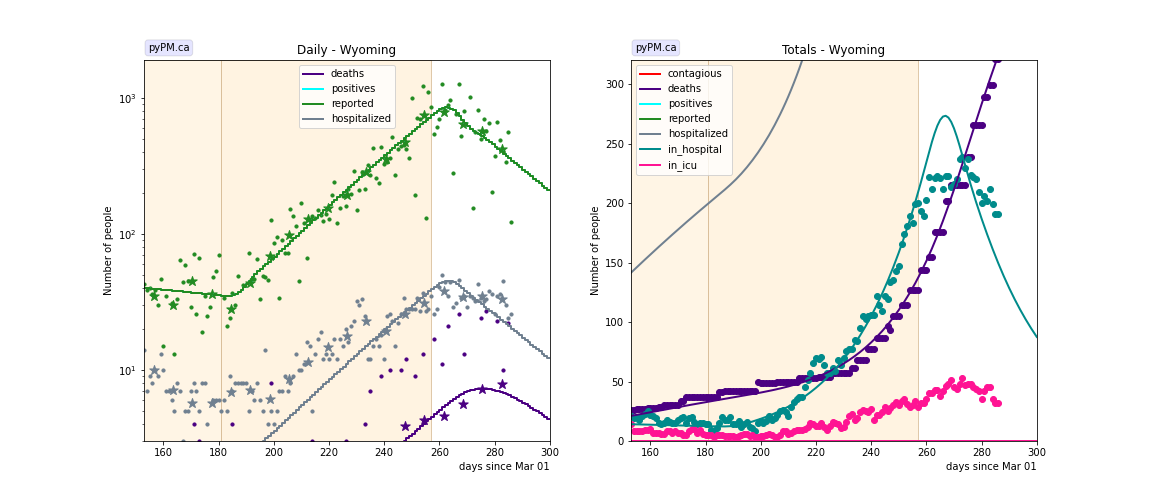 pyPM.ca
Daily - Wyoming
deaths
positives
reported
hospitalized
10³
10²
10¹
Number of people
160
180
200
220
240
260
280
300
days since Mar 01
pyPM.ca
Totals - Wyoming
contagious
deaths
positives
reported
hospitalized
in_hospital
in_icu
300
250
200
150
100
50
0
Number of people
160
180
200
220
240
260
280
300
days since Mar 01